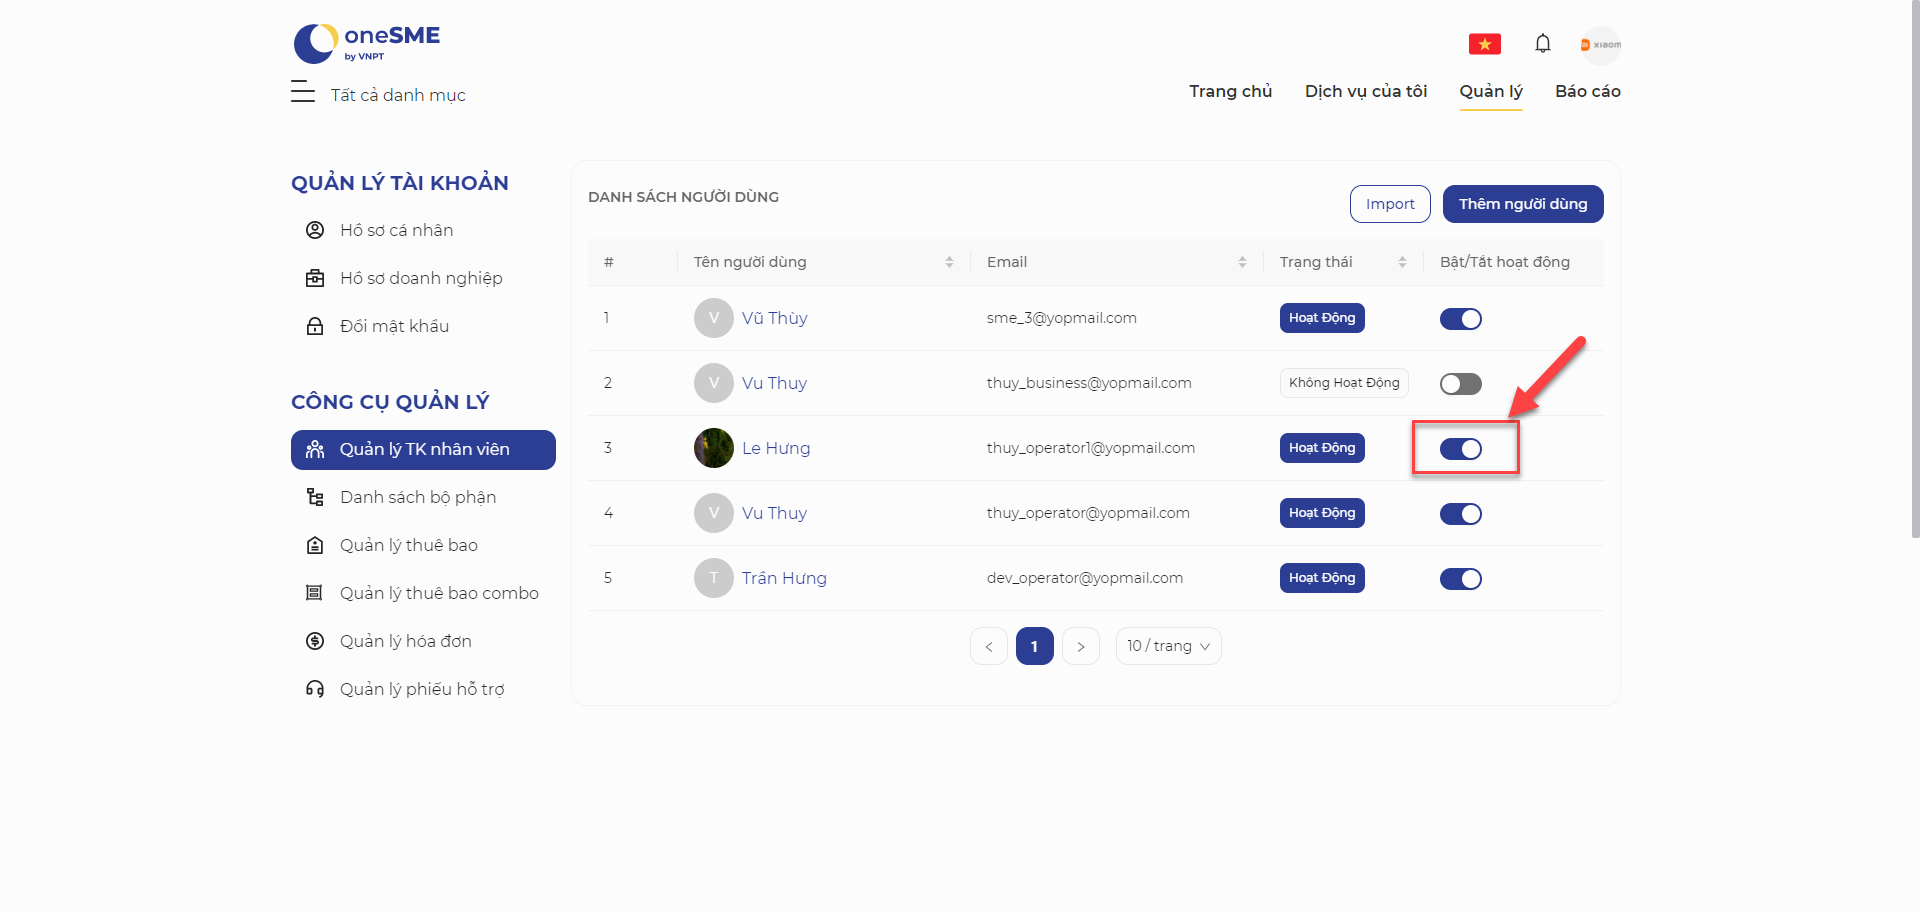 oneSME
by VNPT
xiaom
Tất cả danh mục
Trang chủ
Dịch vụ của tôi
Quản lý
Báo cáo
QUẢN LÝ TÀI KHOẢN
Hồ sơ cá nhân
Hồ sơ doanh nghiệp
Đổi mật khẩu
CÔNG CỤ QUẢN LÝ
Quản lý TK nhân viên
Danh sách bộ phận
Quản lý thuê bao
Quản lý thuê bao combo
Quản lý hóa đơn
Quản lý phiếu hỗ trợ
DANH SÁCH NGƯỜI DÙNG
Import
Thêm người dùng
# Tên người dùng Email Trạng thái Bật/Tắt hoạt động
1 V Vũ Thùy sme_3@yopmail.com Hoạt Động
2 V Vu Thuy thuy_business@yopmail.com Không Hoạt Động
3 Le Hưng thuy_operator1@yopmail.com Hoạt Động
4 V Vu Thuy thuy_operator@yopmail.com Hoạt Động
5 T Trần Hưng dev_operator@yopmail.com Hoạt Động
< 1 > 10 / trang